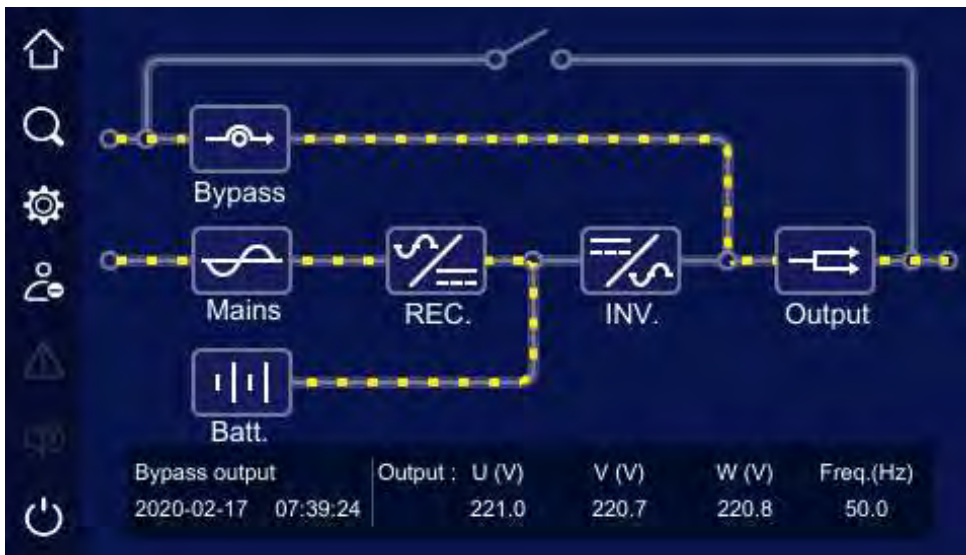 Bypass
Mains
REC.
INV.
Output
Batt.
Bypass output
Output : U (V) V (V) W (V) Freq.(Hz)
2020-02-17 07:39:24 221.0 220.7 220.8 50.0